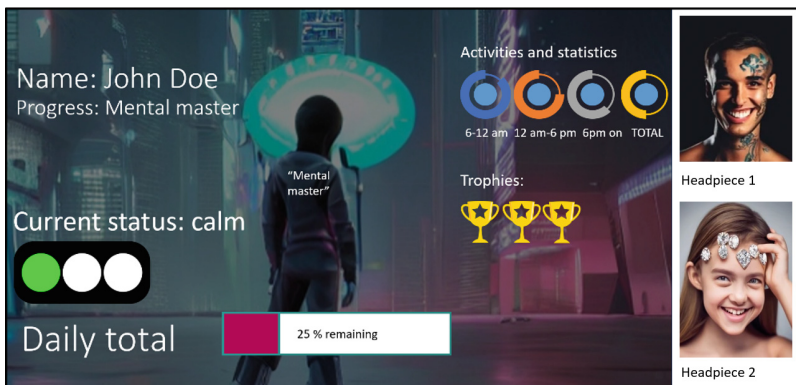 Name: John Doe
Progress: Mental master
Activities and statistics
6-12 am 12 am-6 pm 6pm on TOTAL
"Mental
master"
Trophies:
Current status: calm
Daily total
25 % remaining
Headpiece 1
Headpiece 2